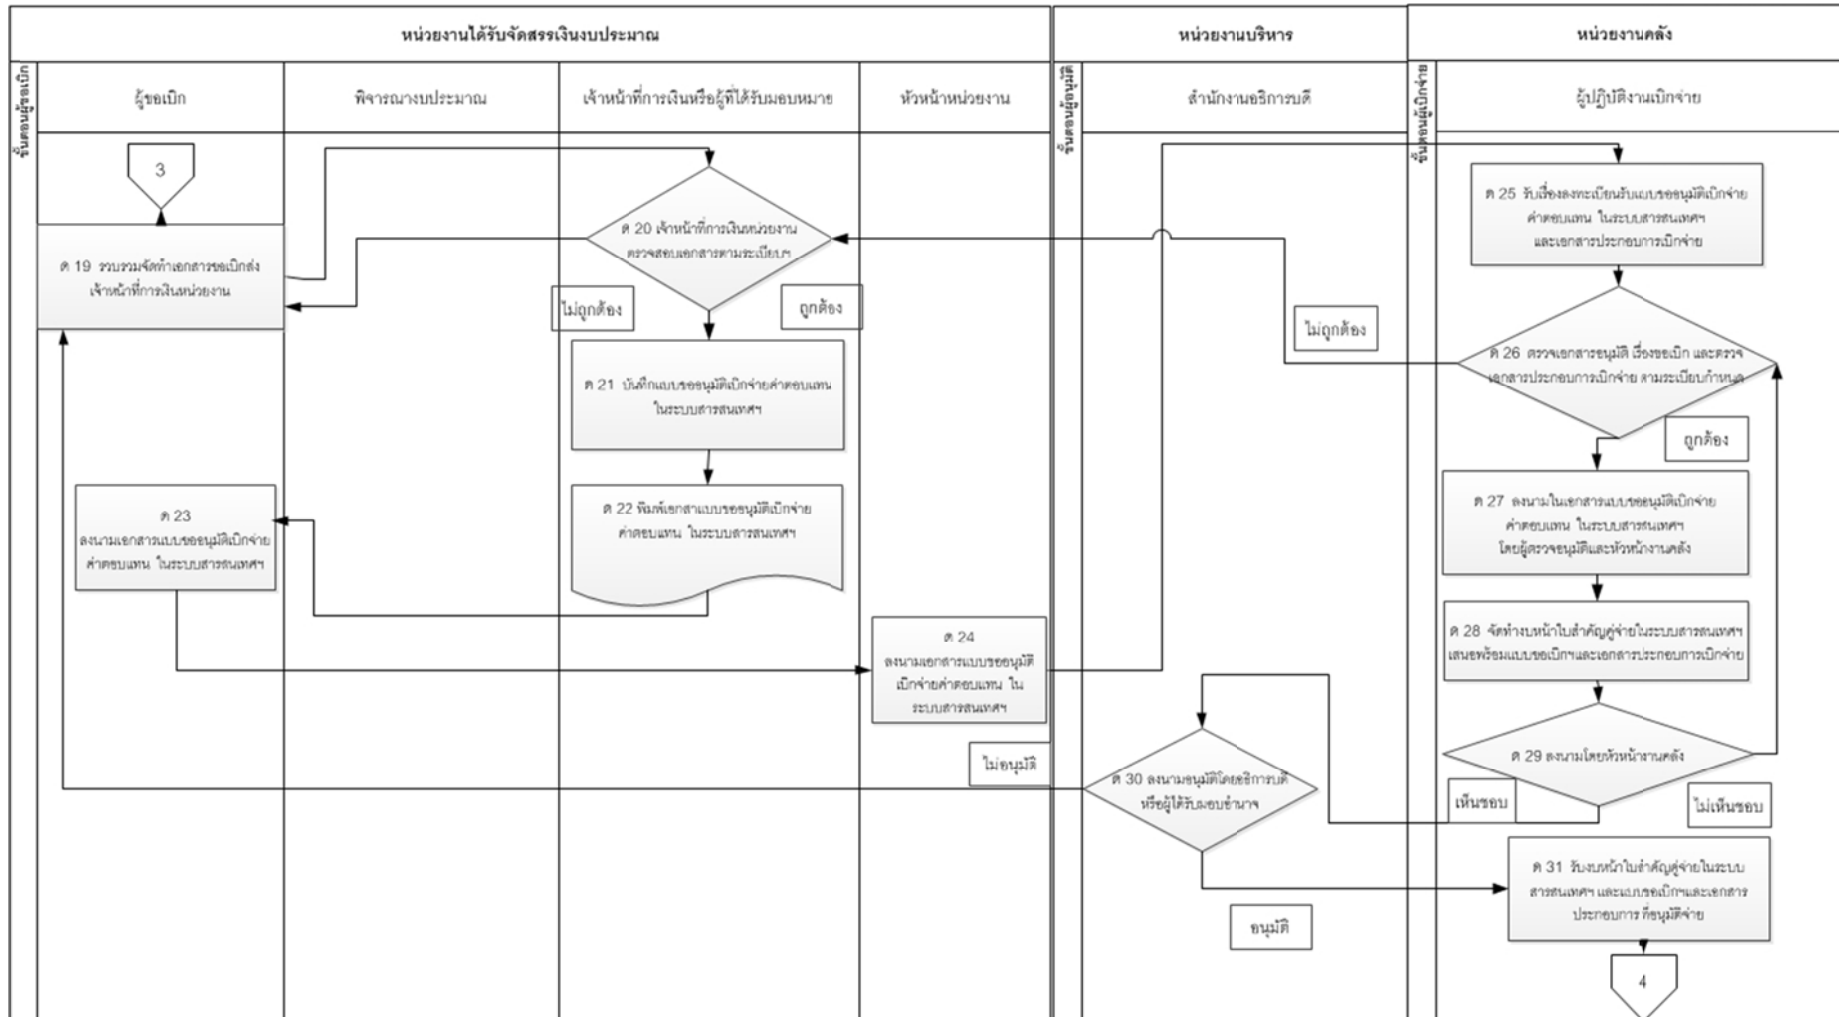 หน่วยงานได้รับจัดสรรเงินงบประมาณ
หน่วยงานบริหาร
หน่วยงานคลัง
ขั้นตอนผู้ขอเบิก
ผู้ขอเบิก
พิจารณางบประมาณ
เจ้าหน้าที่การเงินหรือผู้ที่ได้รับมอบหมาย
หัวหน้าหน่วยงาน
ขั้นตอนผู้อนุมัติ
สำนักงานอธิการบดี
ขั้นตอนผู้เบิกจ่าย
ผู้ปฏิบัติงานเบิกจ่าย
3
ค 19 รวบรวมจัดทำเอกสารขอเบิกส่ง
เจ้าหน้าที่การเงินหน่วยงาน
ค 20 เจ้าหน้าที่การเงินหน่วยงาน
ตรวจสอบเอกสารตามระเบียบฯ
ไม่ถูกต้อง
ถูกต้อง
ค 21 บันทึกแบบขออนุมัติเบิกจ่ายค่าตอบแทน
ในระบบสารสนเทศฯ
ค 22 พิมพ์เอกสาแบบขออนุมัติเบิกจ่าย
ค่าตอบแทน ในระบบสารสนเทศฯ
ค 23
ลงนามเอกสารแบบขออนุมัติเบิกจ่าย
ค่าตอบแทน ในระบบสารสนเทศฯ
ค 24
ลงนามเอกสารแบบขออนุมัติ
เบิกจ่ายค่าตอบแทน ใน
ระบบสารสนเทศฯ
ค 25 รับเรื่องลงทะเบียนรับแบบขออนุมัติเบิกจ่าย
ค่าตอบแทน ในระบบสารสนเทศฯ
และเอกสารประกอบการเบิกจ่าย
ไม่ถูกต้อง
ค 26 ตรวจเอกสารอนุมัติ เรื่องขอเบิก และตรวจ
เอกสารประกอบการเบิกจ่าย ตามระเบียบกำหนด
ถูกต้อง
ค 27 ลงนามในเอกสารแบบขออนุมัติเบิกจ่าย
ค่าตอบแทน ในระบบสารสนเทศฯ
โดยผู้ตรวจอนุมัติและหัวหน้างานคลัง
ค 28 จัดทำงบหน้าใบสำคัญคู่จ่ายในระบบสารสนเทศฯ
เสนอพร้อมแบบขอเบิกฯและเอกสารประกอบการเบิกจ่าย
ค 29 ลงนามโดยหัวหน้างานคลัง
เห็นชอบ
ไม่เห็นชอบ
ไม่อนุมัติ
ค 30 ลงนามอนุมัติโดยอธิการบดี
หรือผู้ได้รับมอบอำนาจ
อนุมัติ
ค 31 รับงบหน้าใบสำคัญคู่จ่ายในระบบ
สารสนเทศฯ และแบบขอเบิกฯและเอกสาร
ประกอบการ ที่อนุมัติจ่าย
4